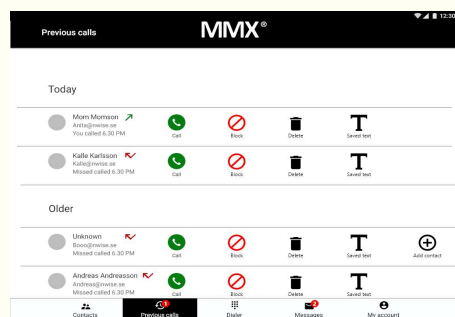 12:30
Previous calls
MMX®
Today
Mom Momson
Anita@nwise.se
You called 6.30 PM
Call
Block
Delete
Saved text
Kalle Karlsson
Kalle@nwise.se
Missed called 6.30 PM
Call
Block
Delete
Saved text
Older
Unknown
Boox@nwise.se
Missed called 6.30 PM
Call
Block
Delete
Saved text
Add contact
Andreas Andreasson
Andreas@nwise.se
Missed called 6.30 PM
Call
Block
Delete
Saved text
Contacts
1
Previous calls
Dialer
2
Messages
My account